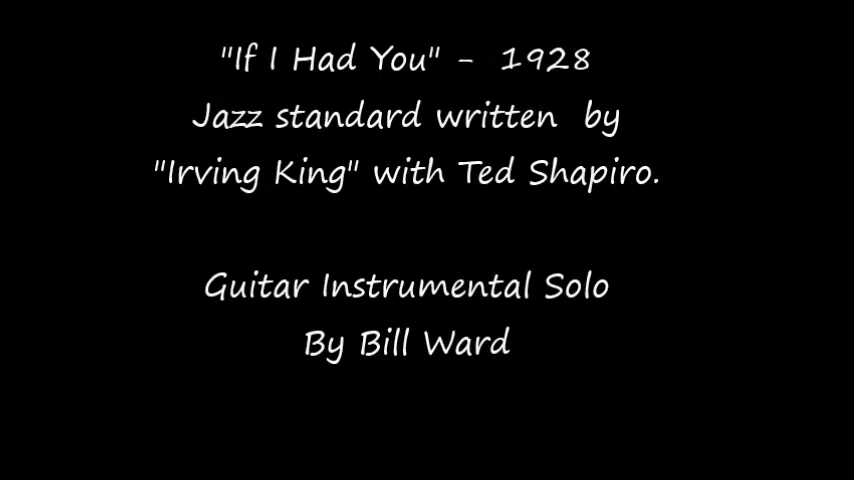 "If I Had You" - 1928
Jazz standard written by
"Irving King" with Ted Shapiro.
Guitar Instrumental Solo
By Bill Ward